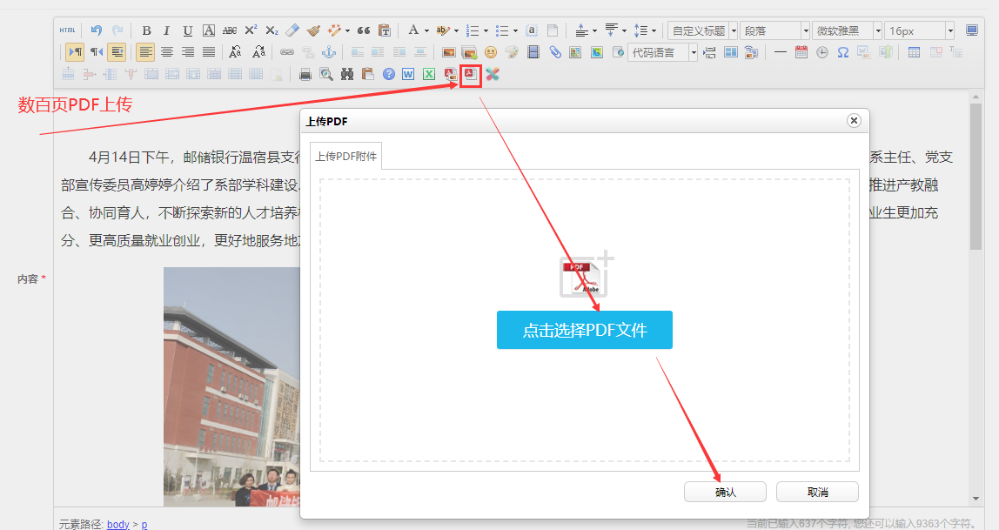 HTML
B I U A ABC X² X₂
自定义标题 段落 微软雅黑 16px
代码语言
数百页PDF上传
上传PDF
上传PDF附件
4月14日下午，邮储银行温宿县支行
系主任、党支
部宣传委员高婷婷介绍了系部学科建设、
推进产教融
合、协同育人，不断探索新的人才培养
业生更加充
分、更高质量就业创业，更好地服务地
内容 *
PDF
Adobe
点击选择PDF文件
确认 取消
元素路径: body > p
当前已输入637个字符, 您还可以输入9363个字符。